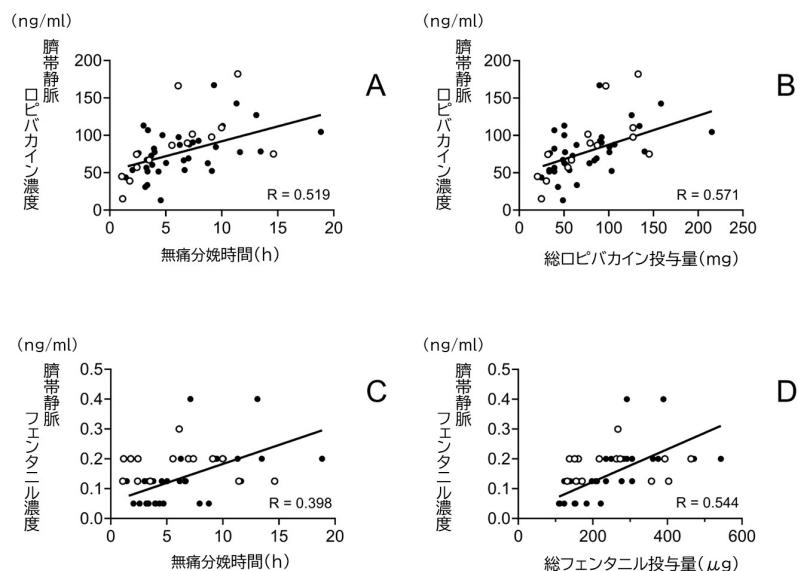 (ng/ml)
臍帯静脈
ロピバカイン濃度
200
150
100
50
0
A
R = 0.519
0
5
10
15
20
無痛分娩時間(h)
(ng/ml)
臍帯静脈
ロピバカイン濃度
200
150
100
50
0
B
R = 0.571
0
50
100
150
200
250
総ロピバカイン投与量(mg)
(ng/ml)
臍帯静脈
フェンタニル濃度
0.5
0.4
0.3
0.2
0.1
0.0
C
R = 0.398
0
5
10
15
20
無痛分娩時間(h)
(ng/ml)
臍帯静脈
フェンタニル濃度
0.5
0.4
0.3
0.2
0.1
0.0
D
R = 0.544
0
200
400
600
総フェンタニル投与量(μg)